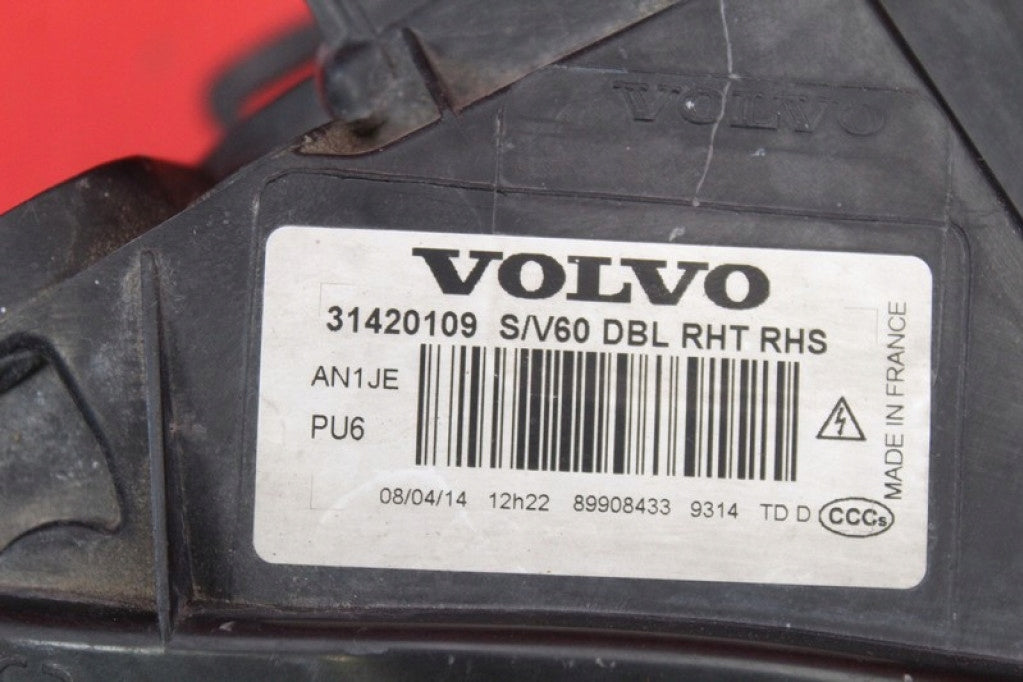 VOLVO
VOLVO
31420109 S/V60 DBL RHT RHS
AN1JE
PU6
MADE IN FRANCE
08/04/14 12h22 89908433 9314 TD D CCCs